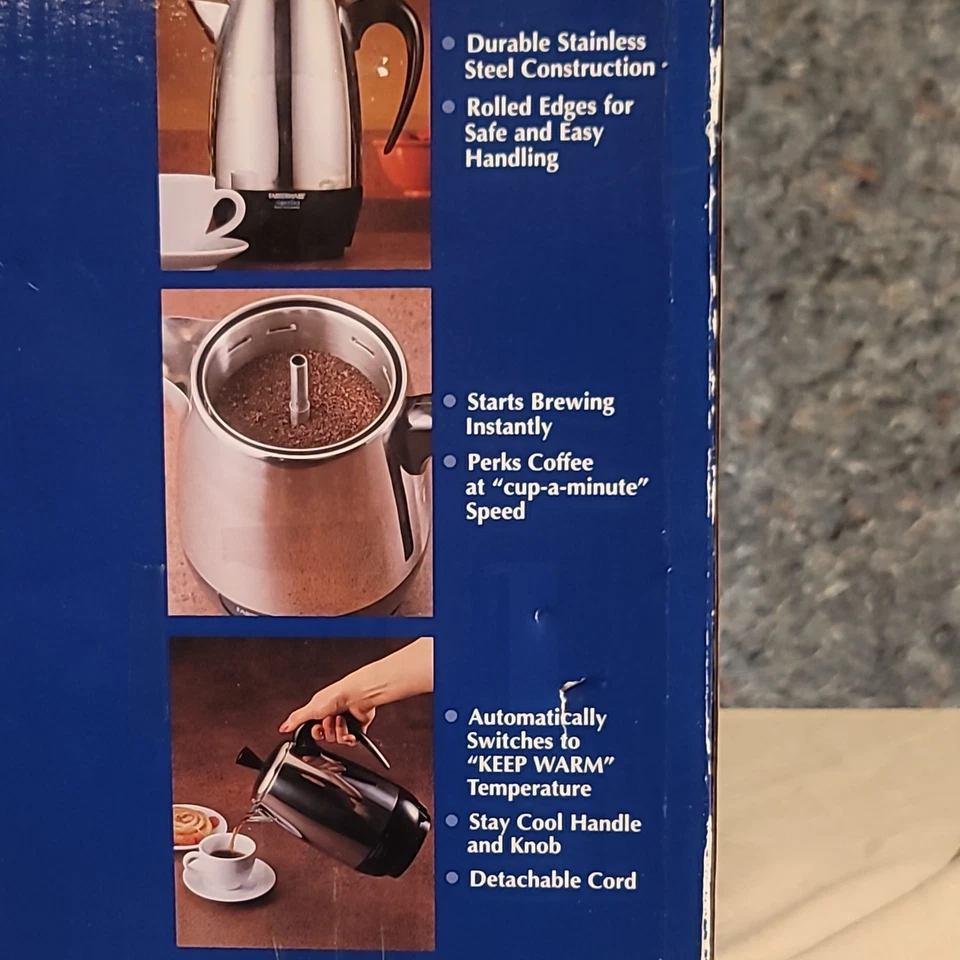 Durable Stainless
Steel Construction
Rolled Edges for
Safe and Easy
Handling
FARBERWARE
Starts Brewing
Instantly
Perks Coffee
at “cup-a-minute”
Speed
Automatically
Switches to
“KEEP WARM”
Temperature
Stay Cool Handle
and Knob
Detachable Cord